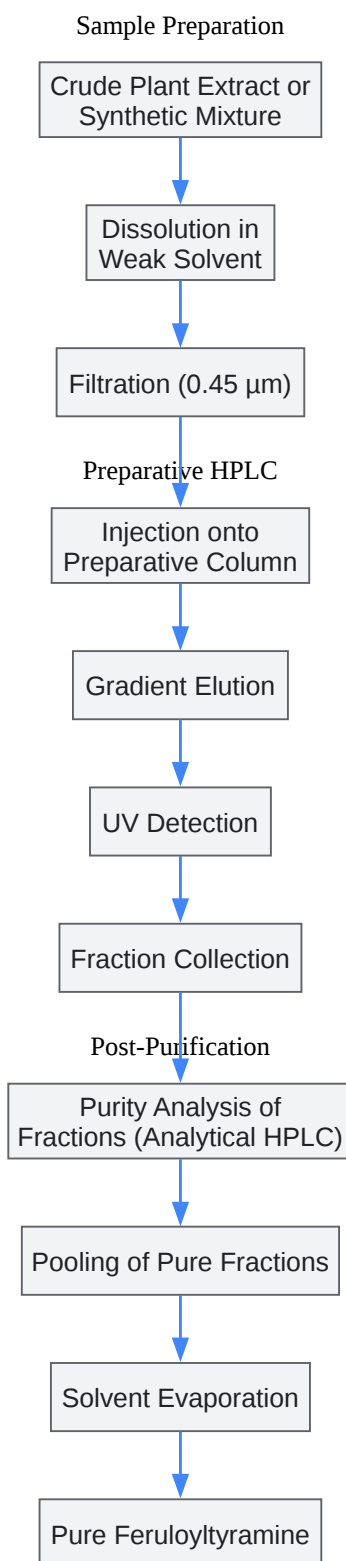 Sample Preparation
Crude Plant Extract or
Synthetic Mixture
Dissolution in
Weak Solvent
Filtration (0.45 µm)
Preparative HPLC
Injection onto
Preparative Column
Gradient Elution
UV Detection
Fraction Collection
Post-Purification
Purity Analysis of
Fractions (Analytical HPLC)
Pooling of Pure Fractions
Solvent Evaporation
Pure Feruloyltyramine